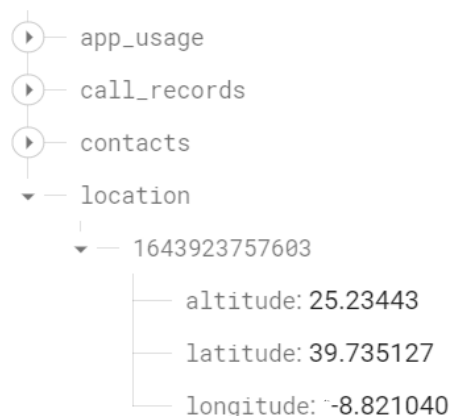 app_usage
call_records
contacts
location
1643923757603
altitude: 25.23443
latitude: 39.735127
longitude: -8.821040